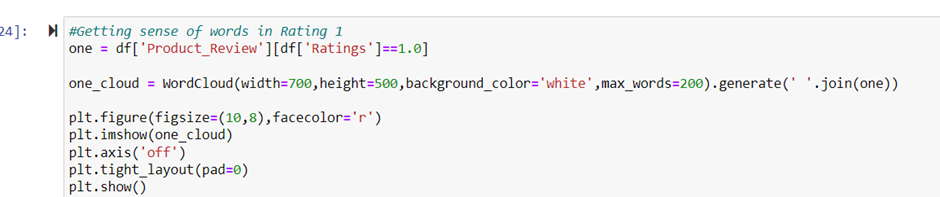 24]:
#Getting sense of words in Rating 1
one = df['Product_Review'][df['Ratings']==1.0]
one_cloud = WordCloud(width=700,height=500,background_color='white',max_words=200).generate(' '.join(one))
plt.figure(figsize=(10,8),facecolor='r')
plt.imshow(one_cloud)
plt.axis('off')
plt.tight_layout(pad=0)
plt.show()